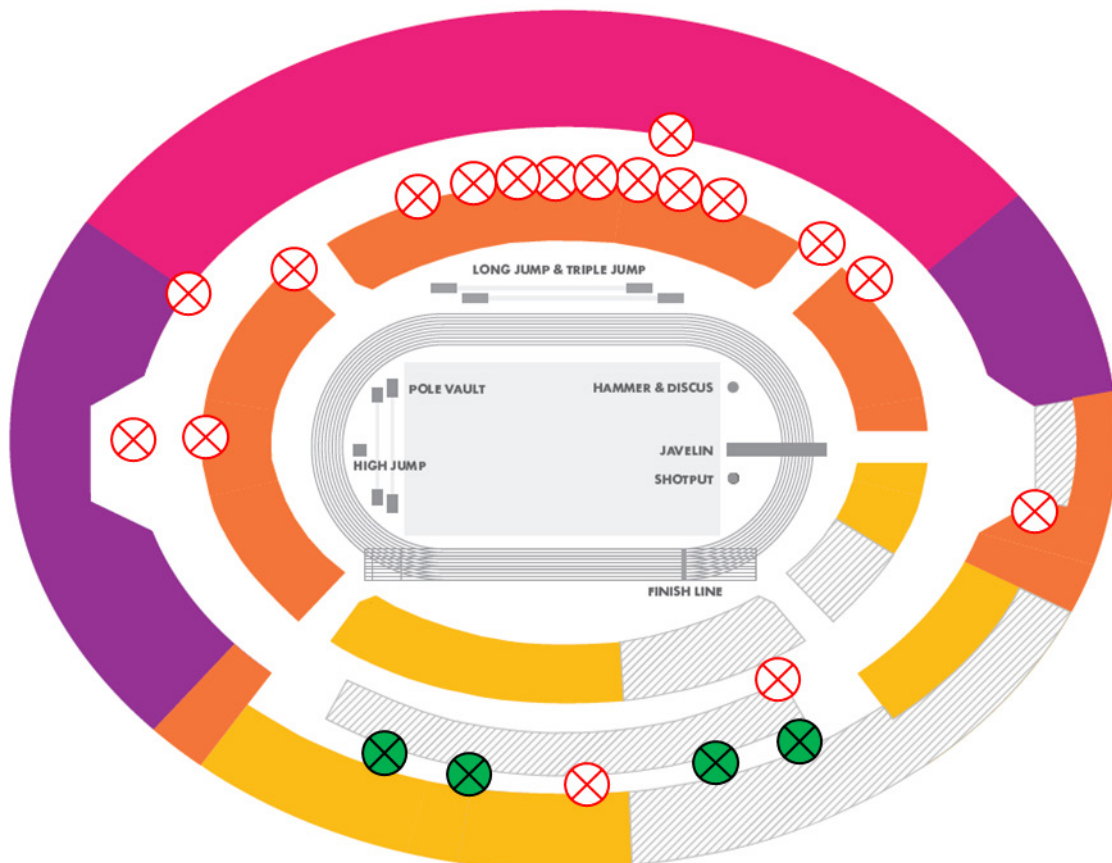 LONG JUMP & TRIPLE JUMP
POLE VAULT
HAMMER & DISCUS
JAVELIN
HIGH JUMP
SHOTPUT
FINISH LINE